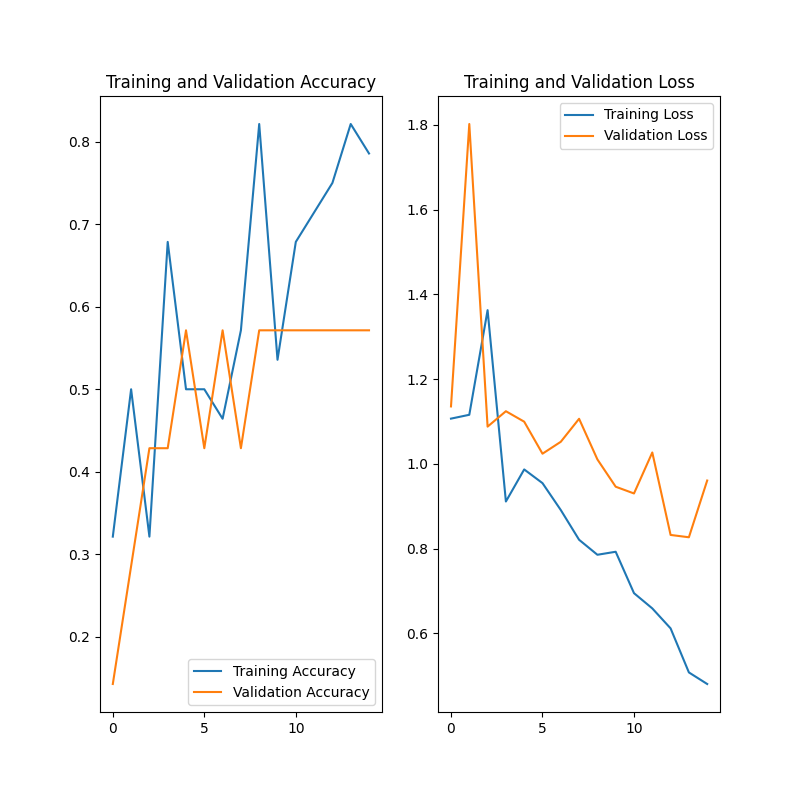 Training and Validation Accuracy
0.8
0.7
0.6
0.5
0.4
0.3
0.2
0 5 10
Training Accuracy
Validation Accuracy
Training and Validation Loss
1.8
1.6
1.4
1.2
1.0
0.8
0.6
0 5 10
Training Loss
Validation Loss